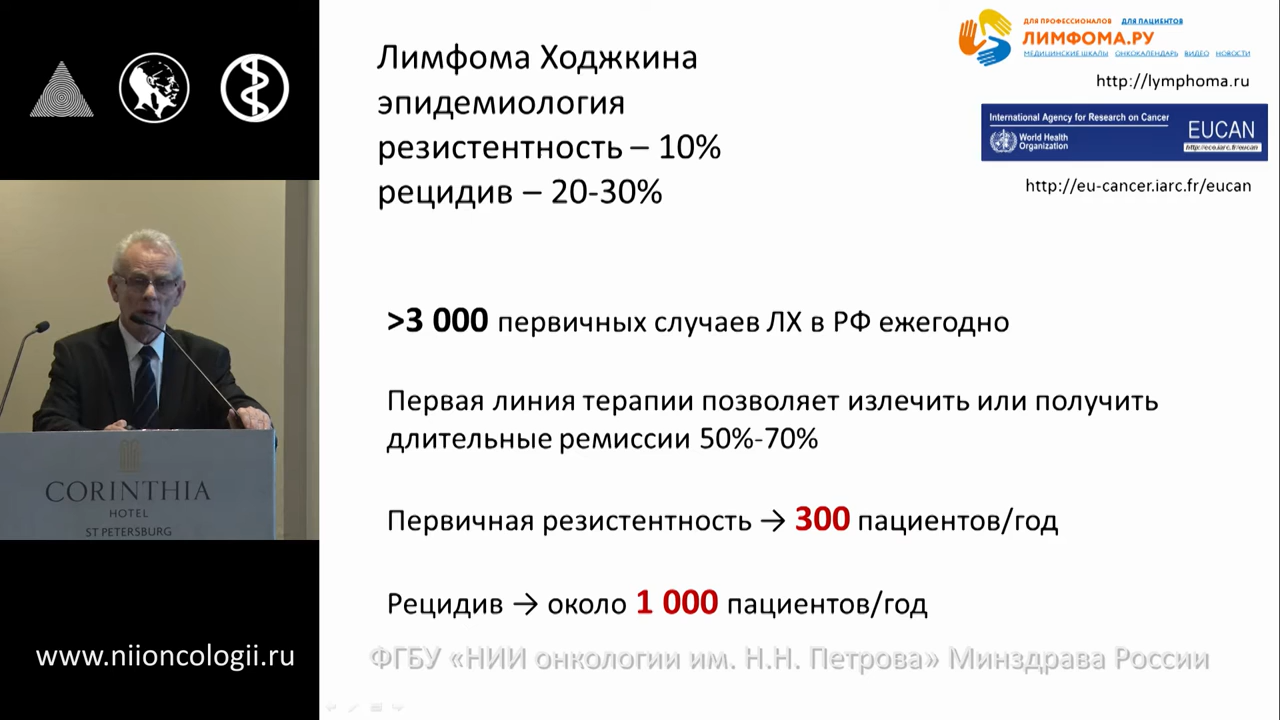 Лимфома Ходжкина
эпидемиология
резистентность – 10%
рецидив – 20-30%
ДЛЯ ПРОФЕССИОНАЛОВ ДЛЯ ПАЦИЕНТОВ
ЛИМФОМА.РУ
МЕДИЦИНСКИЕ ШКАЛЫ ОНКОКАЛЕНДАРЬ ВИДЕО НОВОСТИ
http://lymphoma.ru
International Agency for Research on Cancer
World Health
Organization
EUCAN
http://eco.iarc.fr/eucan
http://eu-cancer.iarc.fr/eucan
>3 000 первичных случаев ЛХ в РФ ежегодно
Первая линия терапии позволяет излечить или получить
длительные ремиссии 50%-70%
Первичная резистентность → 300 пациентов/год
Рецидив → около 1 000 пациентов/год
ФГБУ «НИИ онкологии им. Н.Н. Петрова» Минздрава России
CORINTHIA
HOTEL
ST PETERSBURG
www.niioncologii.ru